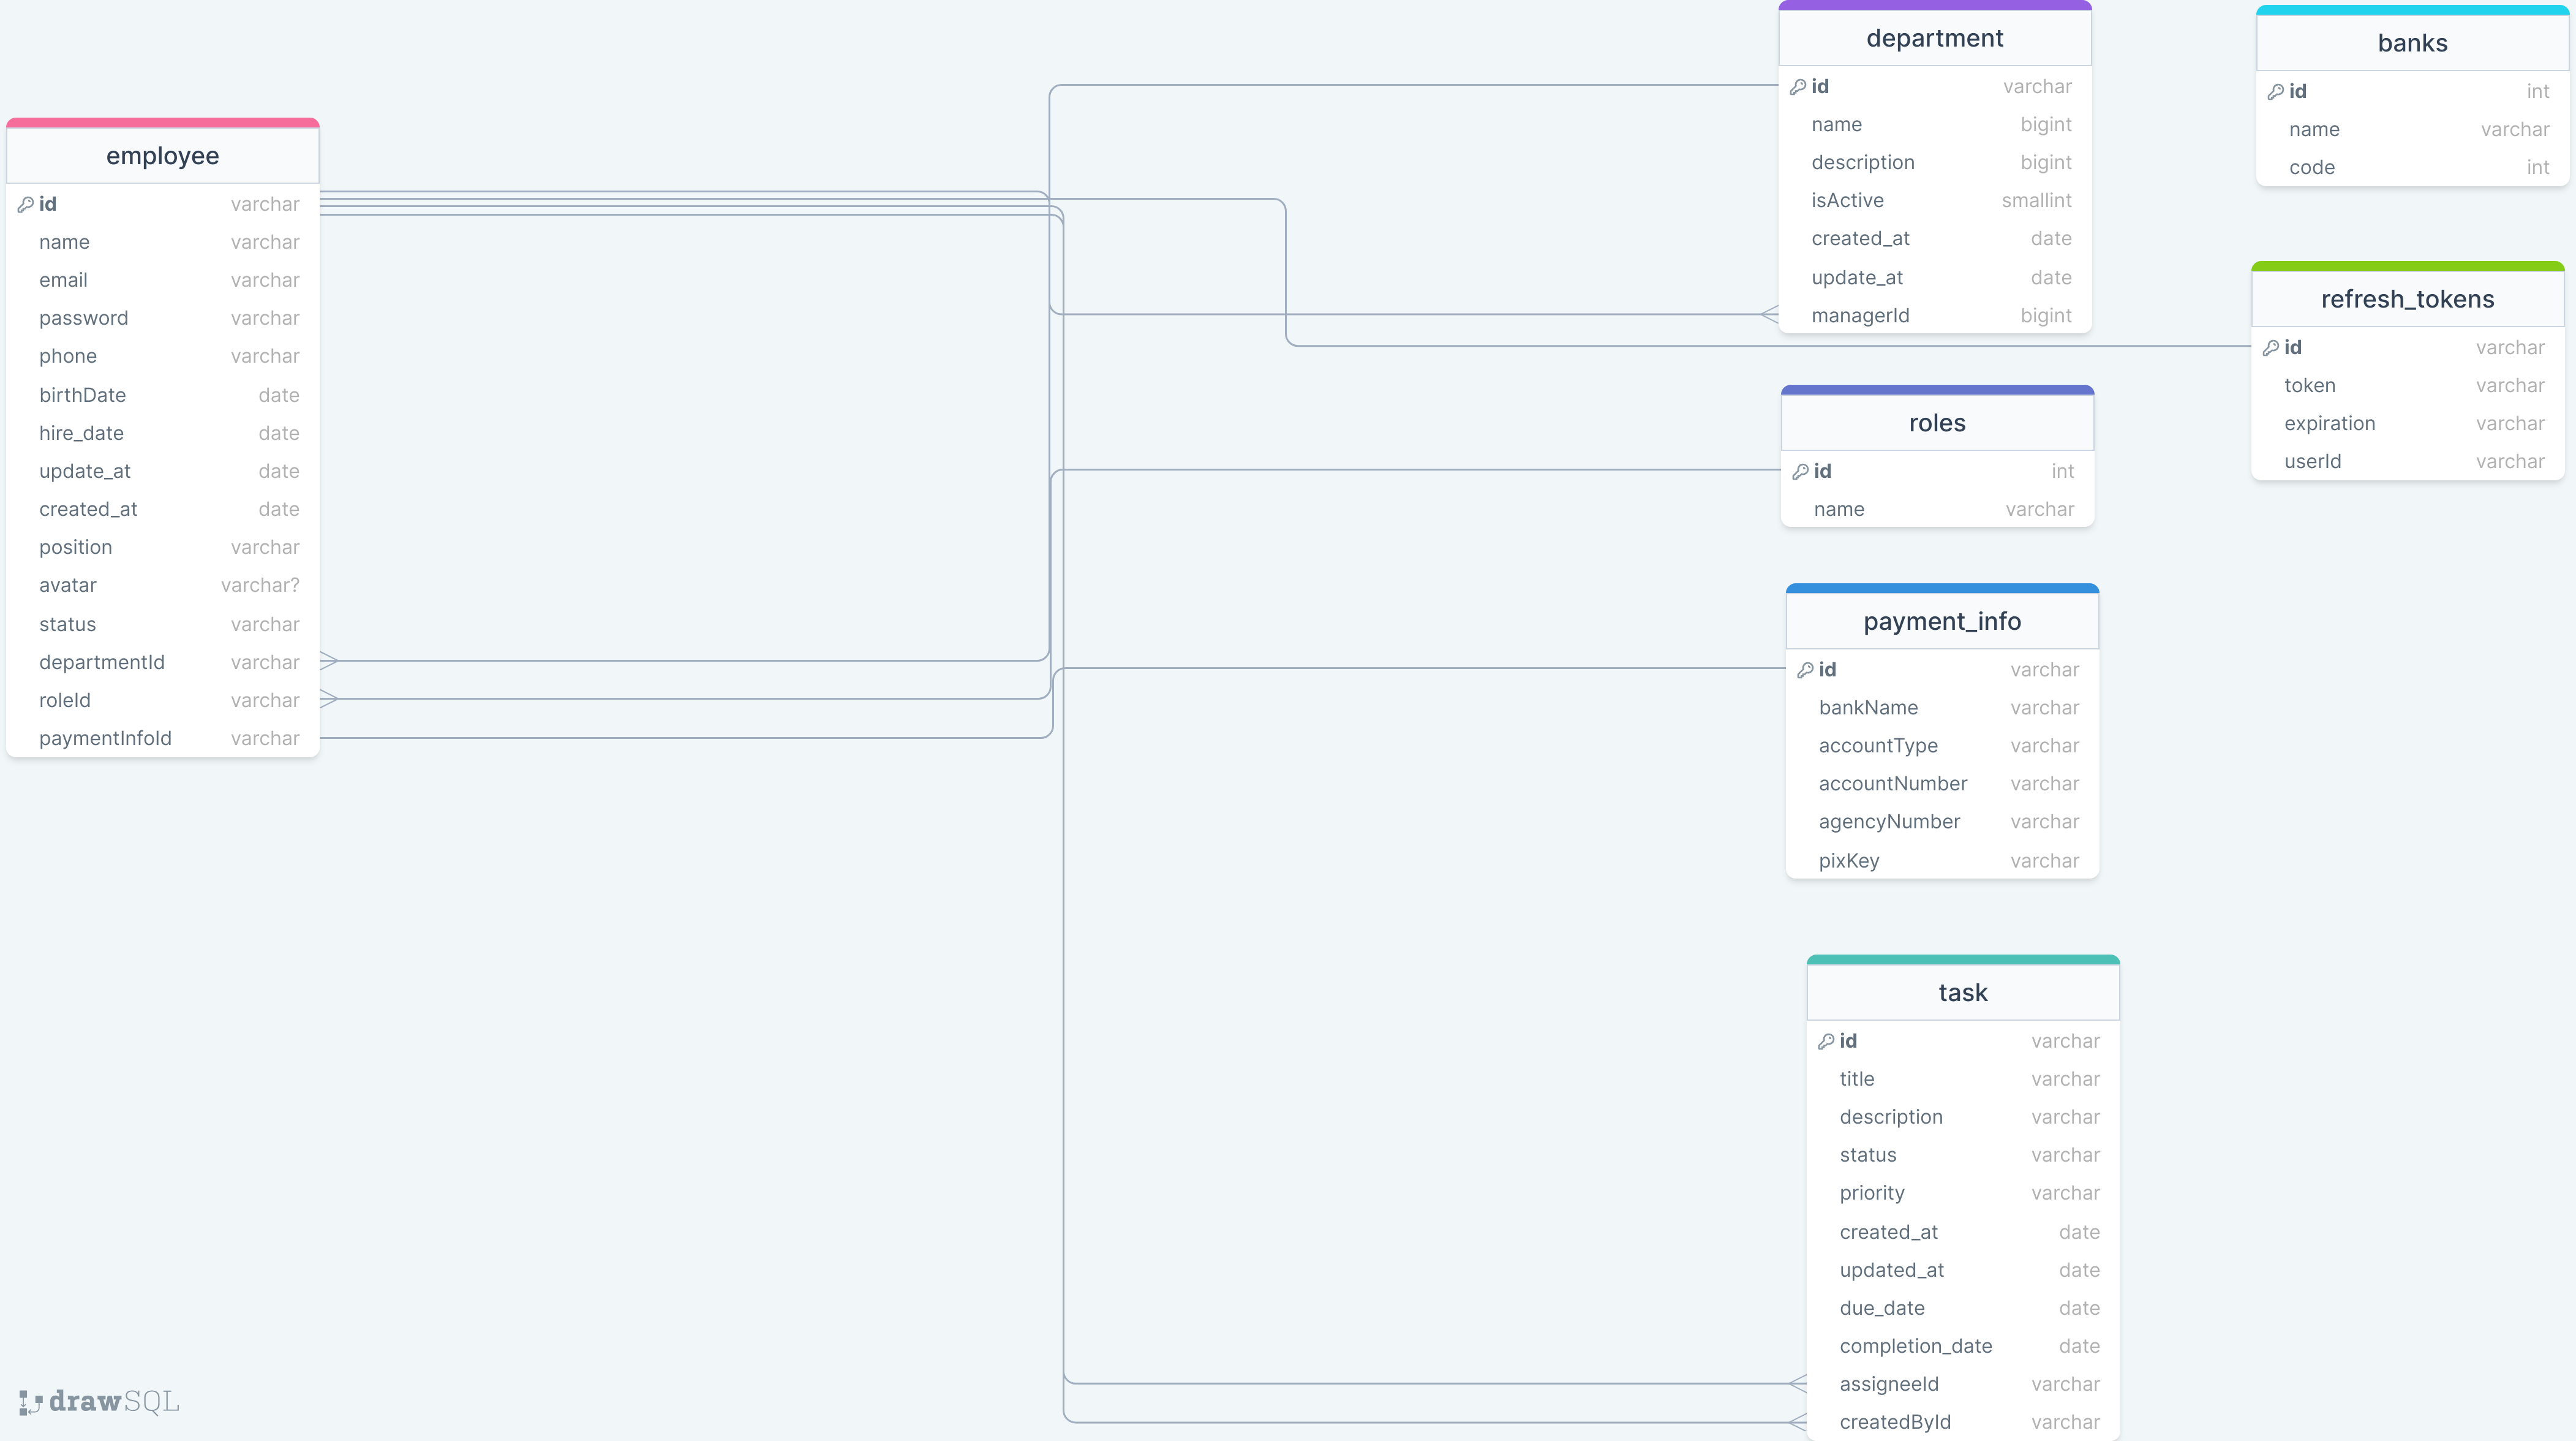 employee
id varchar
name varchar
email varchar
password varchar
phone varchar
birthDate date
hire_date date
update_at date
created_at date
position varchar
avatar varchar?
status varchar
departmentId varchar
roleId varchar
paymentInfoId varchar
department
id varchar
name bigint
description bigint
isActive smallint
created_at date
update_at date
managerId bigint
banks
id int
name varchar
code int
refresh_tokens
id varchar
token varchar
expiration varchar
userId varchar
roles
id int
name varchar
payment_info
id varchar
bankName varchar
accountType varchar
accountNumber varchar
agencyNumber varchar
pixKey varchar
task
id varchar
title varchar
description varchar
status varchar
priority varchar
created_at date
updated_at date
due_date date
completion_date date
assigneeId varchar
createdById varchar
drawSQL